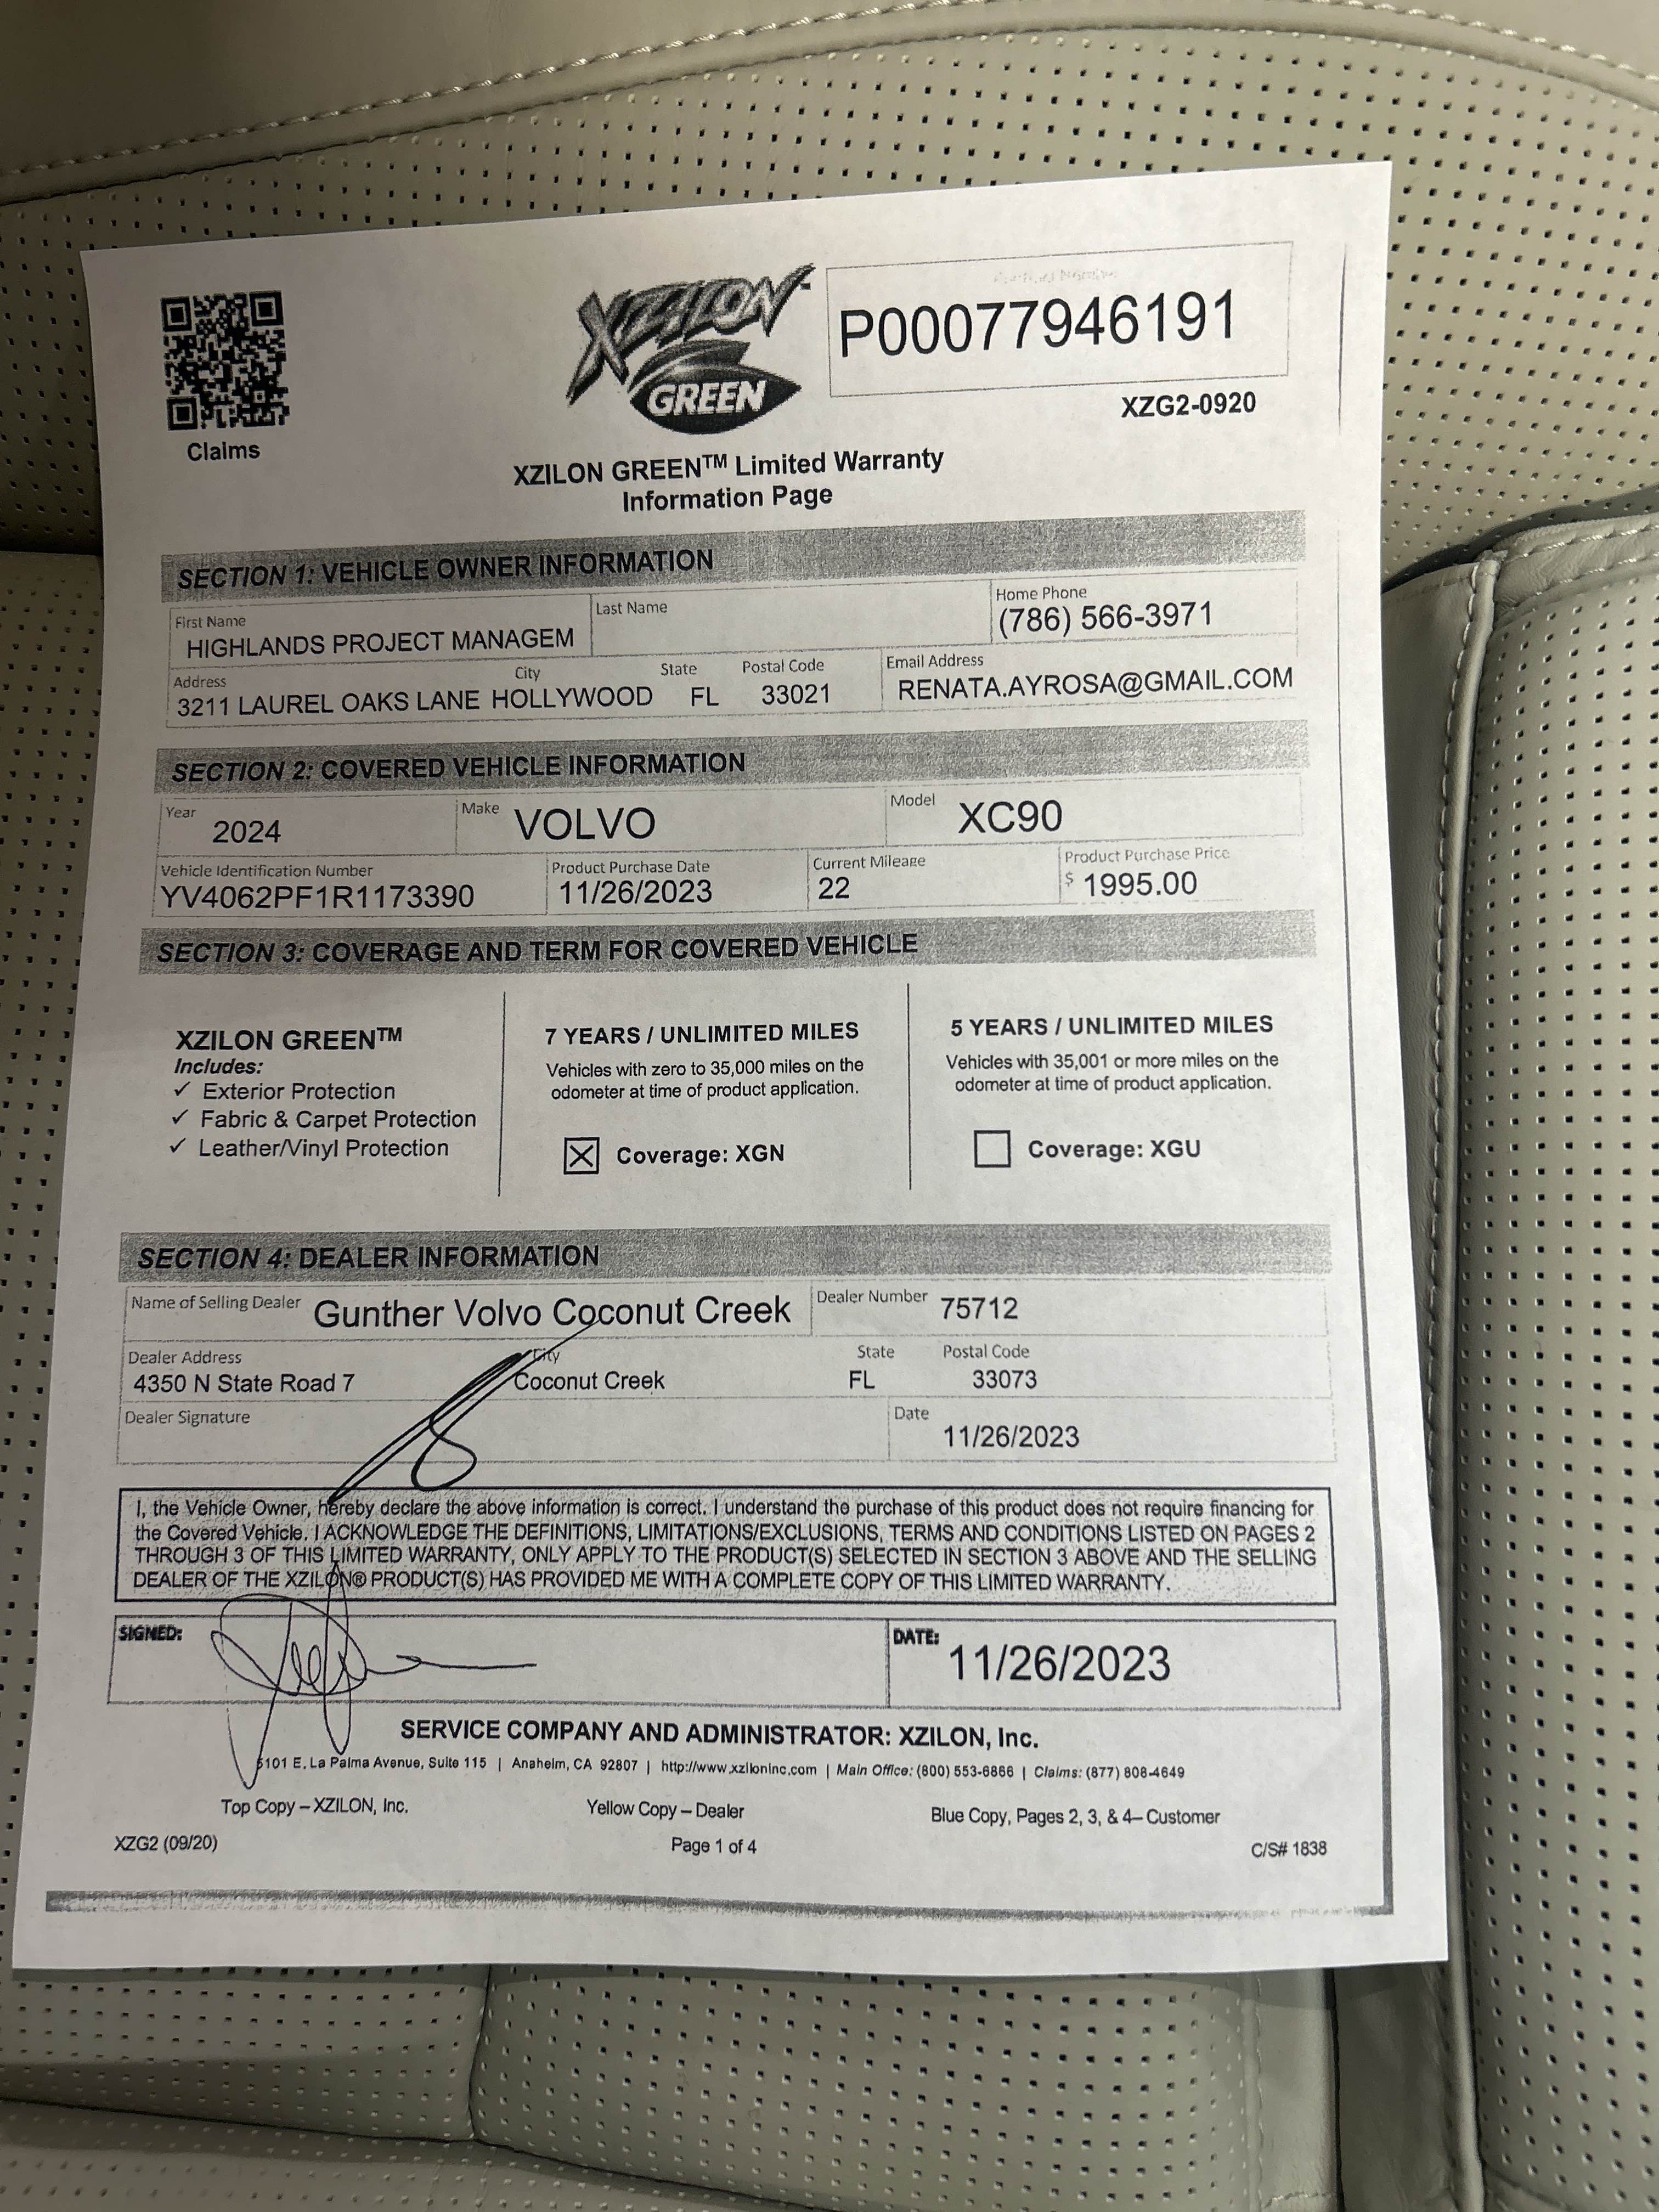 XZILON
GREEN
P00077946191
XZG2-0920
Claims
XZILON GREEN™ Limited Warranty
Information Page
SECTION 1: VEHICLE OWNER INFORMATION
First Name
Last Name
Home Phone
HIGHLANDS PROJECT MANAGEM
(786) 566-3971
Address City State Postal Code Email Address
3211 LAUREL OAKS LANE HOLLYWOOD FL 33021 RENATA.AYROSA@GMAIL.COM
SECTION 2: COVERED VEHICLE INFORMATION
Year 2024 Make VOLVO Model XC90
Vehicle Identification Number Product Purchase Date Current Mileage Product Purchase Price
YV4062PF1R1173390 11/26/2023 22 $ 1995.00
SECTION 3: COVERAGE AND TERM FOR COVERED VEHICLE
XZILON GREEN™
Includes:
✓ Exterior Protection
✓ Fabric & Carpet Protection
✓ Leather/Vinyl Protection
7 YEARS / UNLIMITED MILES
Vehicles with zero to 35,000 miles on the
odometer at time of product application.
☒ Coverage: XGN
5 YEARS / UNLIMITED MILES
Vehicles with 35,001 or more miles on the
odometer at time of product application.
☐ Coverage: XGU
SECTION 4: DEALER INFORMATION
Name of Selling Dealer Gunther Volvo Coconut Creek Dealer Number 75712
Dealer Address City State Postal Code
4350 N State Road 7 Coconut Creek FL 33073
Dealer Signature Date
11/26/2023
I, the Vehicle Owner, hereby declare the above information is correct. I understand the purchase of this product does not require financing for
the Covered Vehicle. I ACKNOWLEDGE THE DEFINITIONS, LIMITATIONS/EXCLUSIONS, TERMS AND CONDITIONS LISTED ON PAGES 2
THROUGH 3 OF THIS LIMITED WARRANTY, ONLY APPLY TO THE PRODUCT(S) SELECTED IN SECTION 3 ABOVE AND THE SELLING
DEALER OF THE XZILON® PRODUCT(S) HAS PROVIDED ME WITH A COMPLETE COPY OF THIS LIMITED WARRANTY.
SIGNED: DATE: 11/26/2023
SERVICE COMPANY AND ADMINISTRATOR: XZILON, Inc.
5101 E. La Palma Avenue, Suite 115 | Anaheim, CA 92807 | http://www.xziloninc.com | Main Office: (800) 553-6866 | Claims: (877) 808-4649
Top Copy – XZILON, Inc. Yellow Copy – Dealer Blue Copy, Pages 2, 3, & 4– Customer
XZG2 (09/20) Page 1 of 4 C/S# 1838